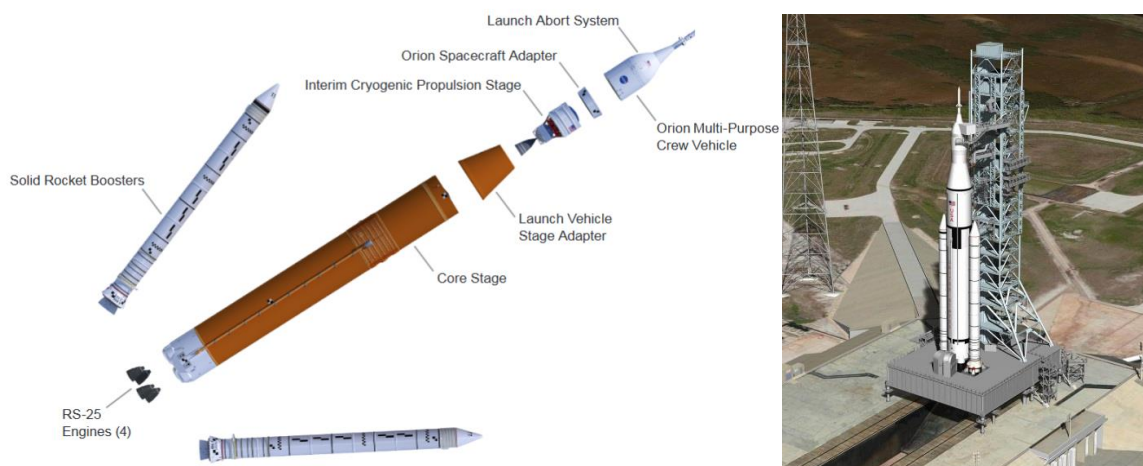 Launch Abort System
Orion Spacecraft Adapter
Interim Cryogenic Propulsion Stage
Orion Multi-Purpose
Crew Vehicle
Solid Rocket Boosters
Launch Vehicle
Stage Adapter
Core Stage
RS-25
Engines (4)